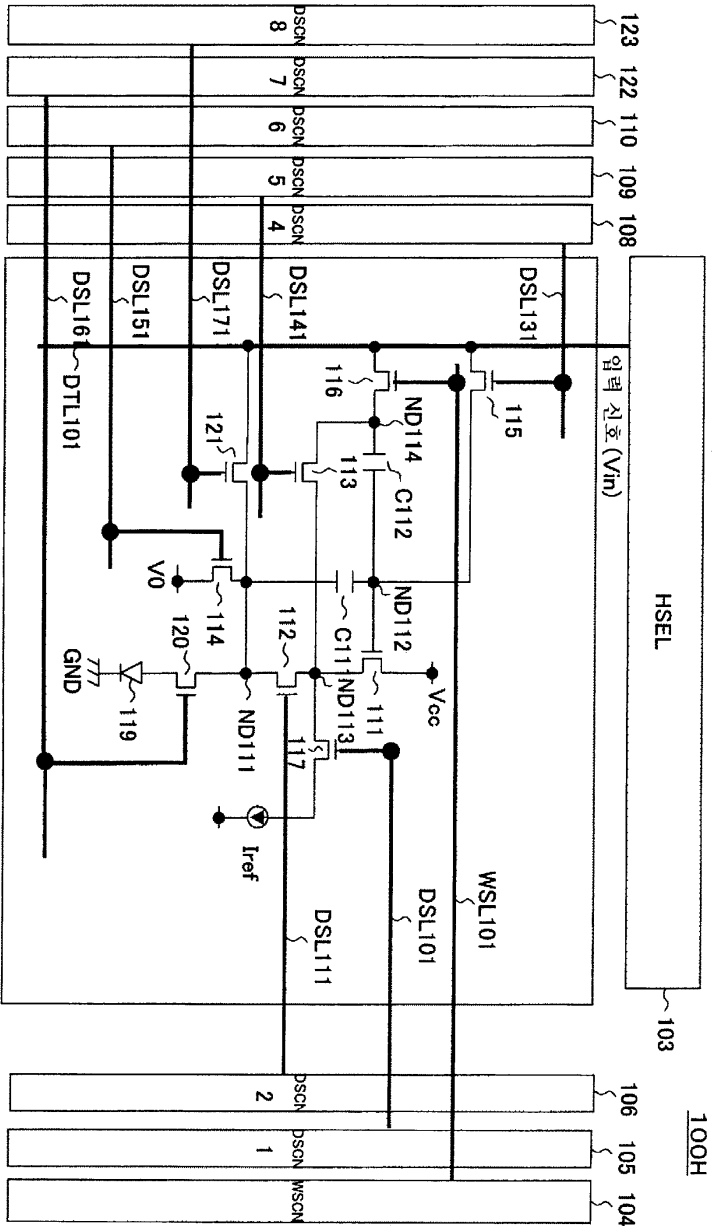 100H
HSEL
103
123
DSCN
8
122
DSCN
7
110
DSCN
6
109
DSCN
5
108
DSCN
4
106
DSCN
2
105
DSCN
1
104
WSCN
DSL131
DSL141
DSL171
DSL151
DSL161
DTL101
입력 신호 (Vin)
WSL101
DSL101
DSL111
115
116
ND114
C112
113
121
ND112
C111
111
Vcc
ND113
112
117
Iref
114
V0
ND111
120
119
GND